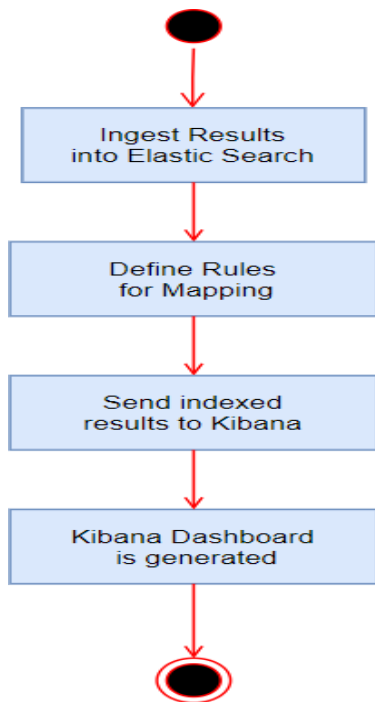 Ingest Results
into Elastic Search
Define Rules
for Mapping
Send indexed
results to Kibana
Kibana Dashboard
is generated